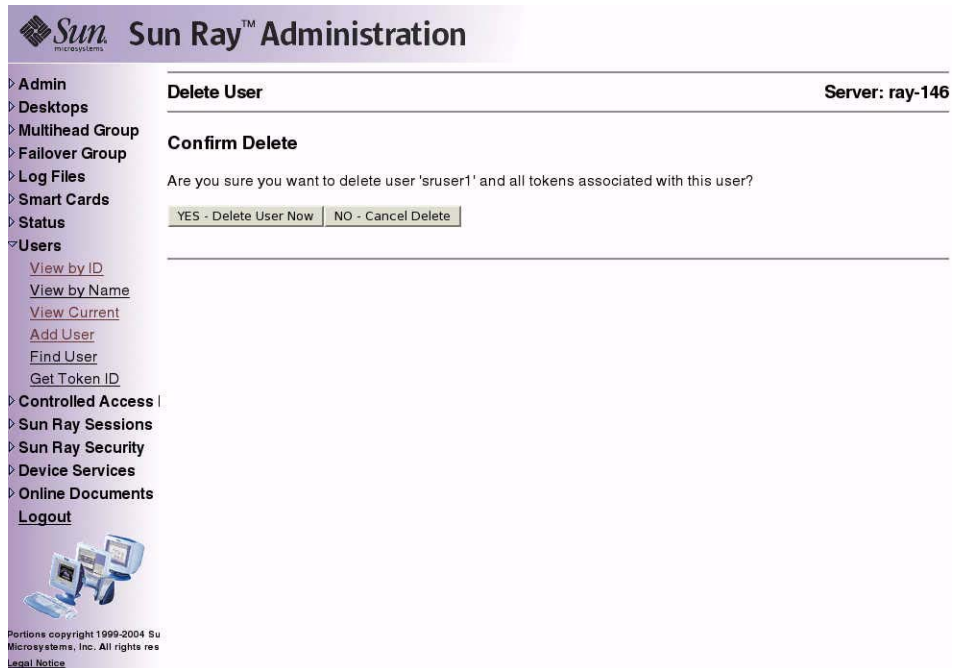 Sun
microsystems
Sun Ray™ Administration
Admin
Desktops
Multihead Group
Failover Group
Log Files
Smart Cards
Status
Users
View by ID
View by Name
View Current
Add User
Find User
Get Token ID
Controlled Access
Sun Ray Sessions
Sun Ray Security
Device Services
Online Documents
Logout
Portions copyright 1999-2004 Su
Microsystems, Inc. All rights res
Legal Notice
Delete User
Server: ray-146
Confirm Delete
Are you sure you want to delete user 'sruser1' and all tokens associated with this user?
YES - Delete User Now
NO - Cancel Delete